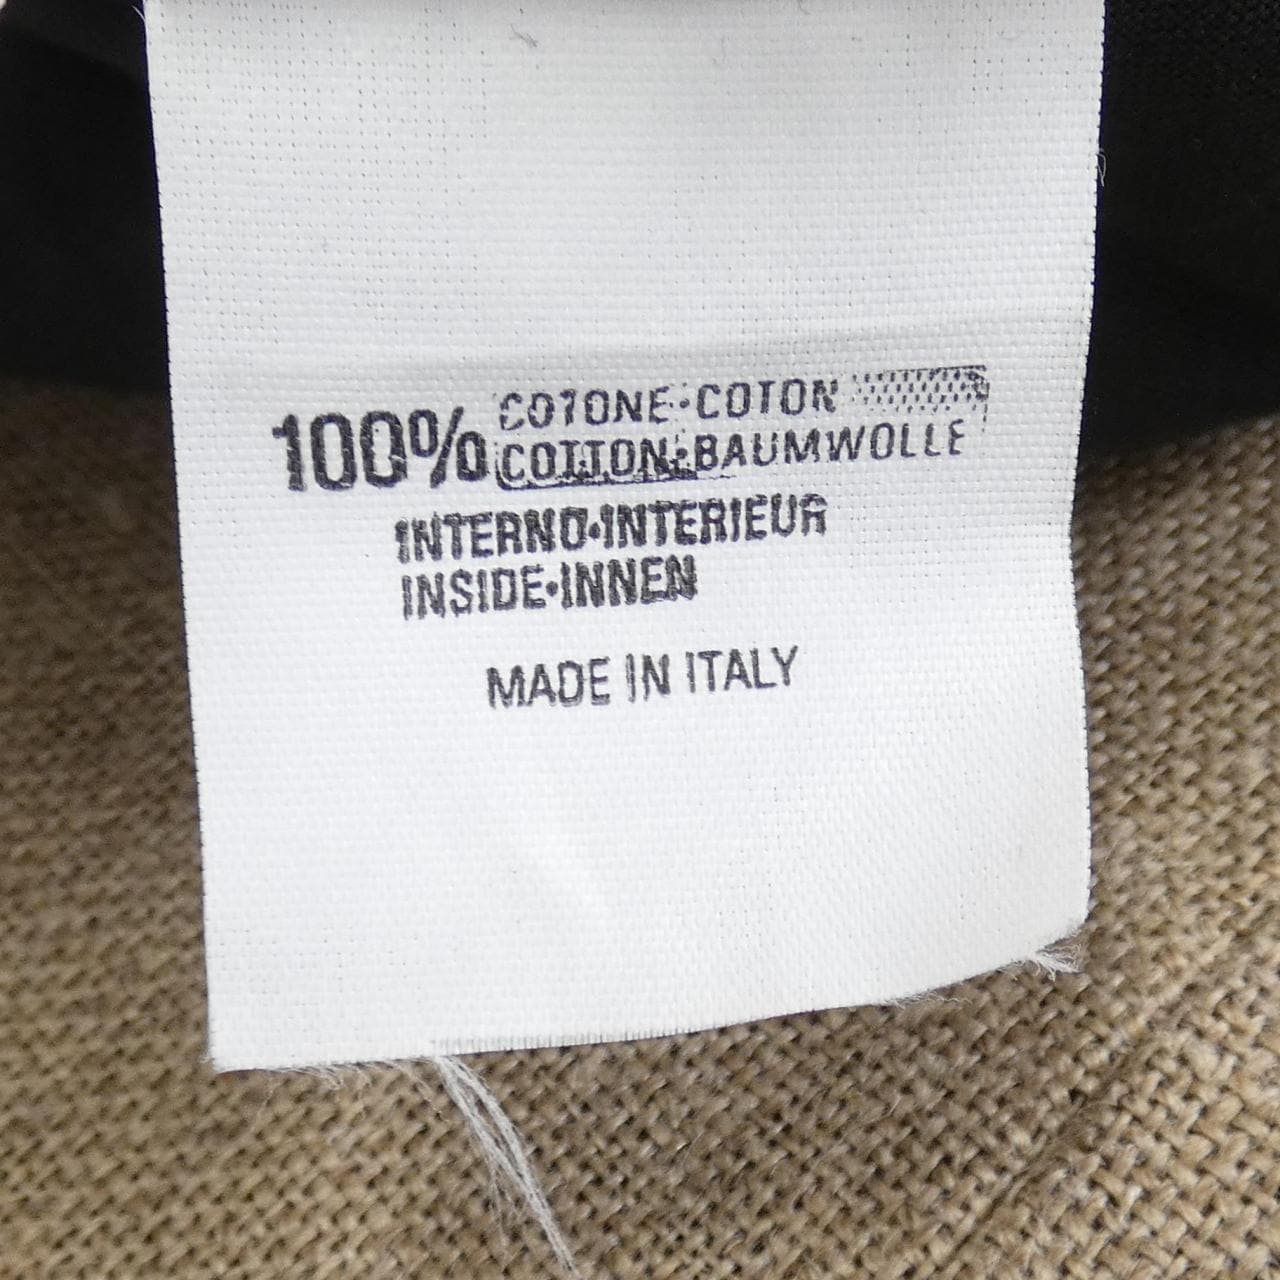 100% COTONE·COTON
COTTON·BAUMWOLLE
INTERNO·INTERIEUR
INSIDE·INNEN
MADE IN ITALY